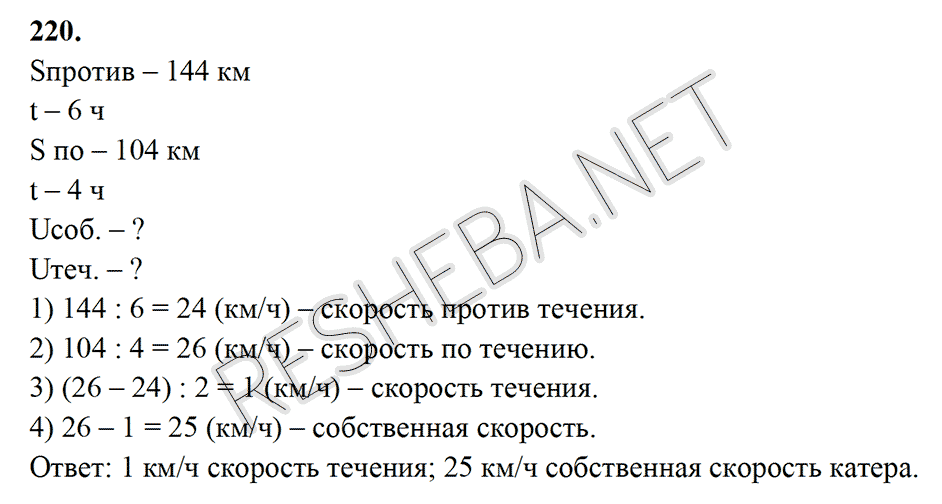 220.
Sпротив – 144 км
t – 6 ч
S по – 104 км
t – 4 ч
Uсоб. – ?
Uтеч. – ?
1) 144 : 6 = 24 (км/ч) – скорость против течения.
2) 104 : 4 = 26 (км/ч) – скорость по течению.
3) (26 – 24) : 2 = 1 (км/ч) – скорость течения.
4) 26 – 1 = 25 (км/ч) – собственная скорость.
Ответ: 1 км/ч скорость течения; 25 км/ч собственная скорость катера.
RESHEBA.NET